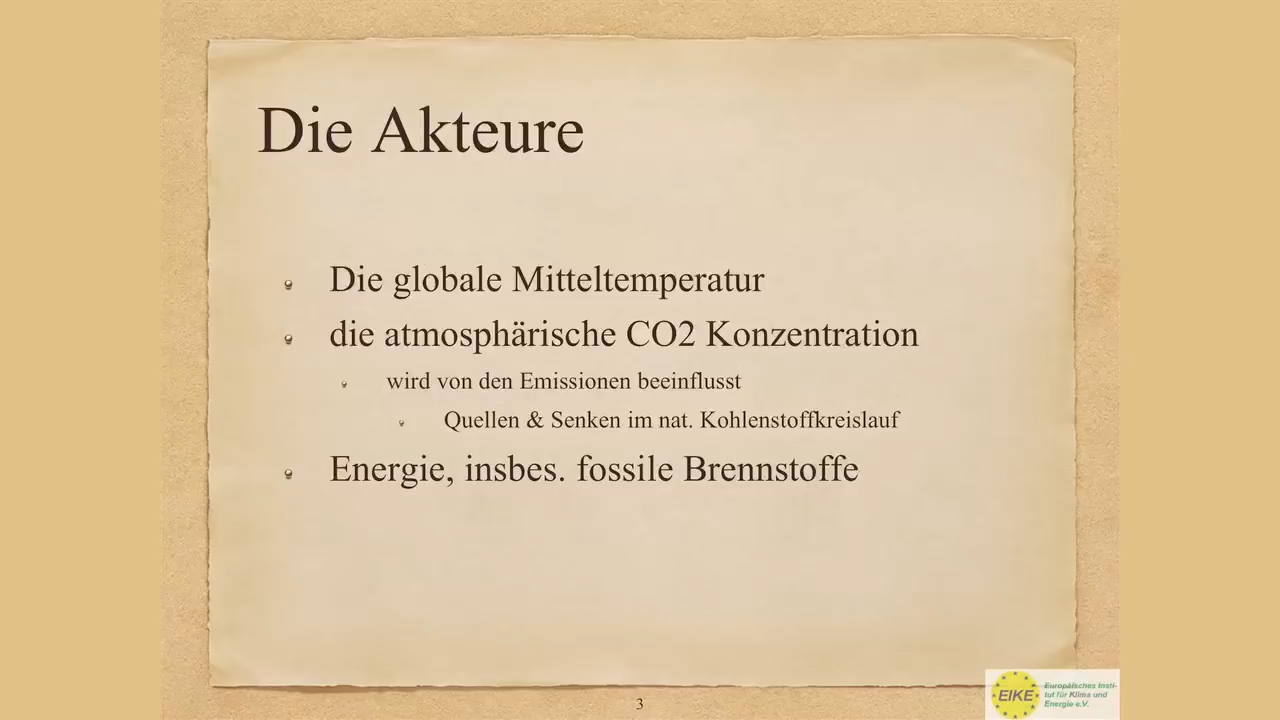 Die Akteure
Die globale Mitteltemperatur
die atmosphärische CO2 Konzentration
wird von den Emissionen beeinflusst
Quellen & Senken im nat. Kohlenstoffkreislauf
Energie, insbes. fossile Brennstoffe
3
EIKE
Europäisches Insti-
tut für Klima und
Energie e.V.